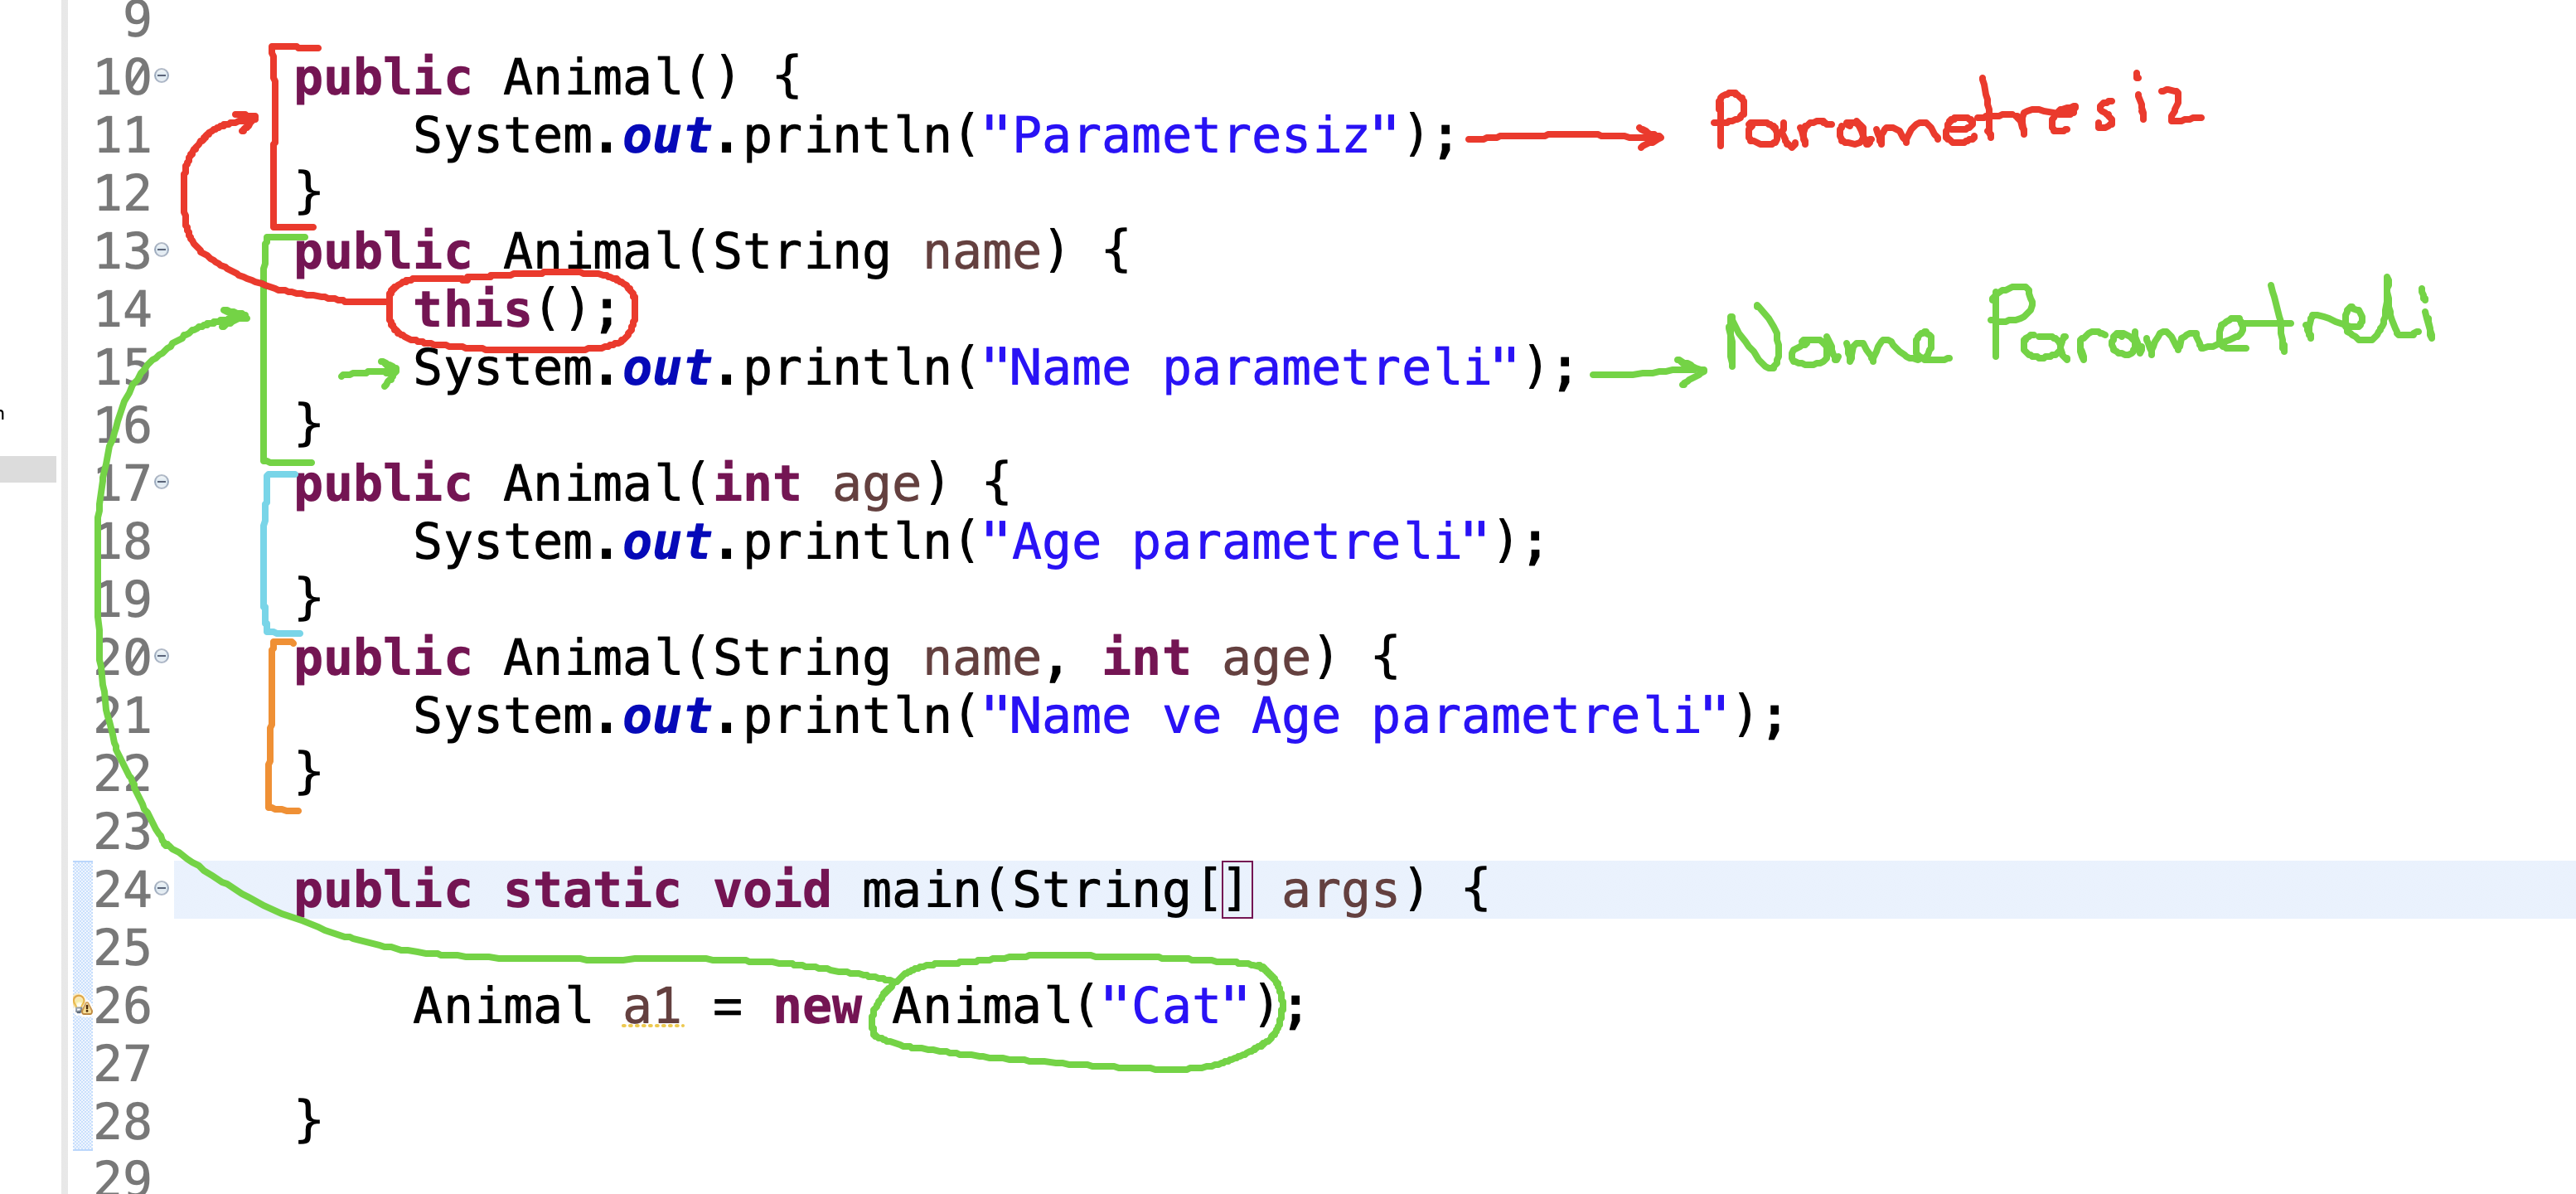 9
10 public Animal() {
11 System.out.println("Parametresiz"); Parametresiz
12 }
13 public Animal(String name) {
14 this();
15 System.out.println("Name parametreli"); Name Parametreli
16 }
17 public Animal(int age) {
18 System.out.println("Age parametreli");
19 }
20 public Animal(String name, int age) {
21 System.out.println("Name ve Age parametreli");
22 }
23
24 public static void main(String[] args) {
25
26 Animal a1 = new Animal("Cat");
27
28 }
29